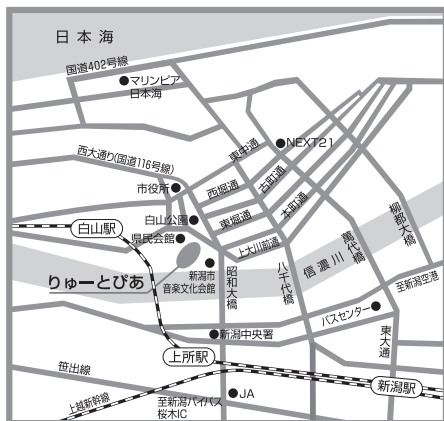 日本海
国道402号線
マリンピア
日本海
東中通
NEXT21
西大通り(国道116号線)
市役所
西堀通
古町通
本町通
白山公園
東堀通
柳都大橋
白山駅
県民会館
上大川前通
りゅーとぴあ
新潟市
音楽文化会館
昭和大橋
八千代橋
信濃川
萬代橋
至新潟空港
バスセンター
新潟中央署
東大通
上所駅
笹出線
新潟駅
上越新幹線
至新潟バイパス
桜木IC
JA